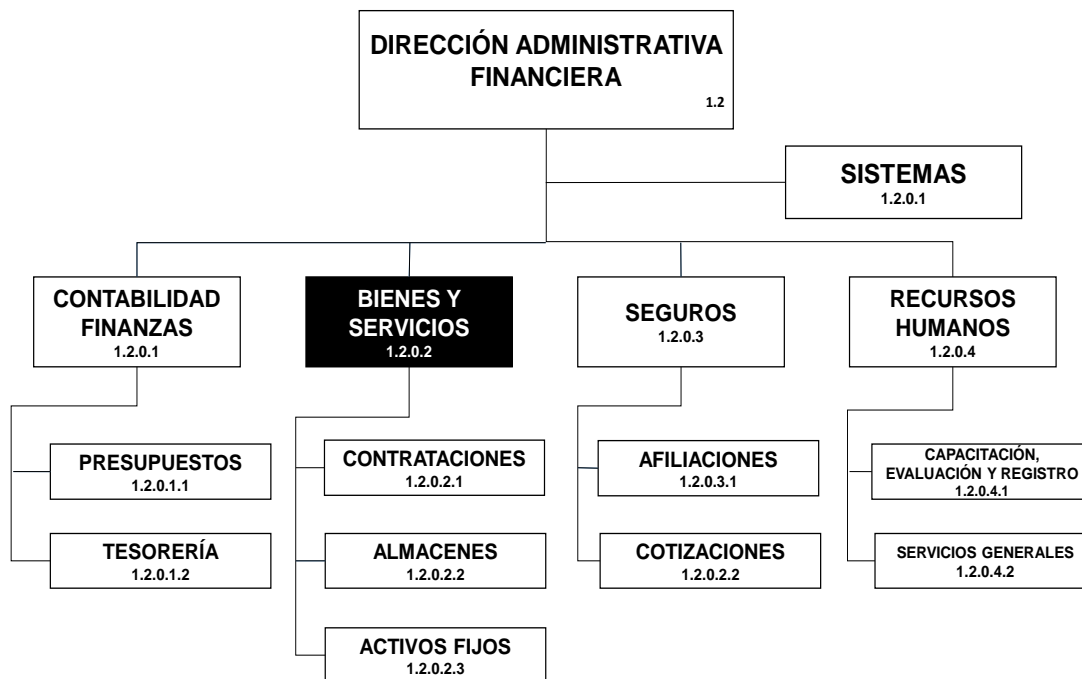 DIRECCIÓN ADMINISTRATIVA
FINANCIERA
1.2
SISTEMAS
1.2.0.1
CONTABILIDAD
FINANZAS
1.2.0.1
BIENES Y
SERVICIOS
1.2.0.2
SEGUROS
1.2.0.3
RECURSOS
HUMANOS
1.2.0.4
PRESUPUESTOS
1.2.0.1.1
CONTRATACIONES
1.2.0.2.1
AFILIACIONES
1.2.0.3.1
CAPACITACIÓN,
EVALUACIÓN Y REGISTRO
1.2.0.4.1
TESORERÍA
1.2.0.1.2
ALMACENES
1.2.0.2.2
COTIZACIONES
1.2.0.2.2
SERVICIOS GENERALES
1.2.0.4.2
ACTIVOS FIJOS
1.2.0.2.3